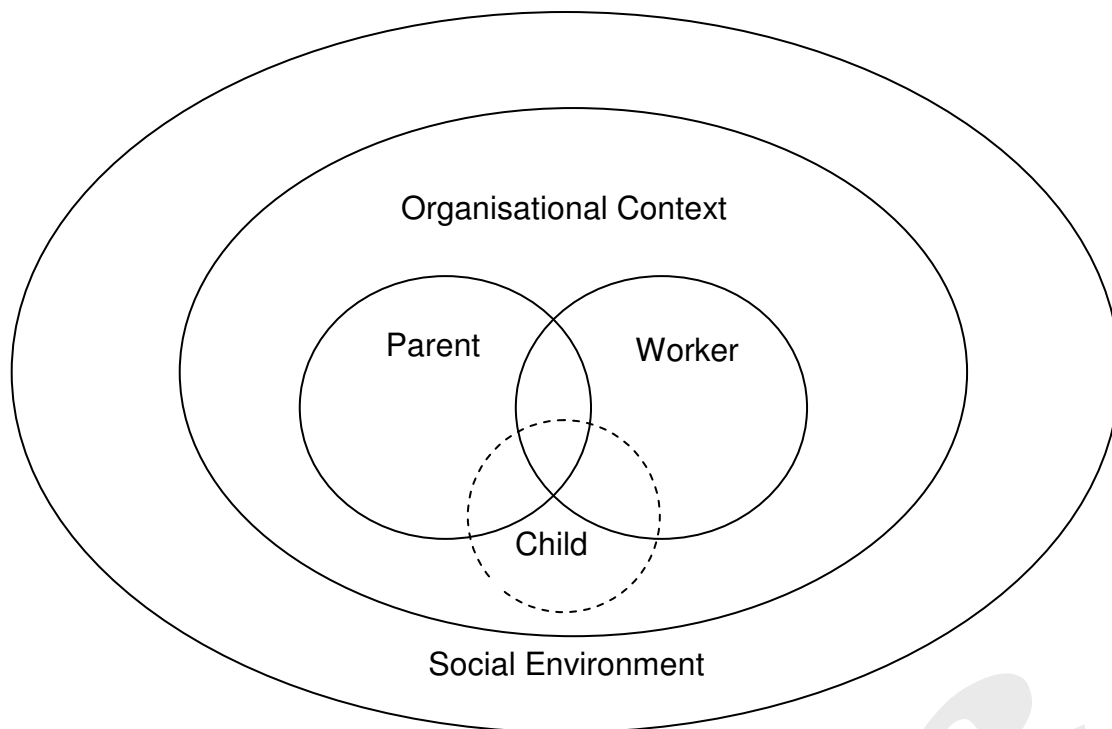 Organisational Context
Parent
Worker
Child
Social Environment